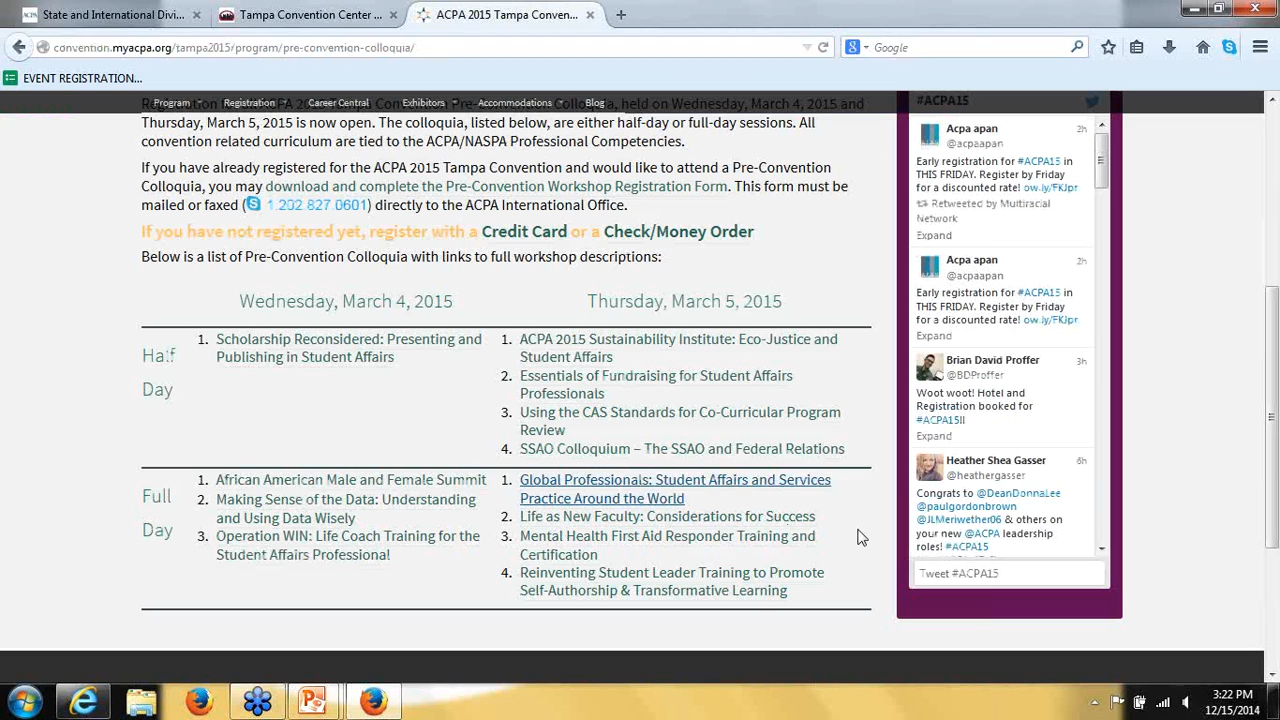 State and International Divi...
Tampa Convention Center ...
ACPA 2015 Tampa Conven...
convention.myacpa.org/tampa2015/program/pre-convention-colloquia/
Google
EVENT REGISTRATION...
Program
Registration
Career Central
Exhibitors
Accommodations
Blog
Thursday, March 5, 2015 is now open. The colloquia, listed below, are either half-day or full-day sessions. All
convention related curriculum are tied to the ACPA/NASPA Professional Competencies.
If you have already registered for the ACPA 2015 Tampa Convention and would like to attend a Pre-Convention
Colloquia, you may download and complete the Pre-Convention Workshop Registration Form. This form must be
mailed or faxed (1.202 827 0601) directly to the ACPA International Office.
If you have not registered yet, register with a Credit Card or a Check/Money Order
Below is a list of Pre-Convention Colloquia with links to full workshop descriptions:
Wednesday, March 4, 2015
Thursday, March 5, 2015
Half
Day
1. Scholarship Reconsidered: Presenting and
Publishing in Student Affairs
1. ACPA 2015 Sustainability Institute: Eco-Justice and
Student Affairs
2. Essentials of Fundraising for Student Affairs
Professionals
3. Using the CAS Standards for Co-Curricular Program
Review
4. SSAO Colloquium – The SSAO and Federal Relations
Full
Day
1. African American Male and Female Summit
2. Making Sense of the Data: Understanding
and Using Data Wisely
3. Operation WIN: Life Coach Training for the
Student Affairs Professional
1. Global Professionals: Student Affairs and Services
Practice Around the World
2. Life as New Faculty: Considerations for Success
3. Mental Health First Aid Responder Training and
Certification
4. Reinventing Student Leader Training to Promote
Self-Authorship & Transformative Learning
#ACPA15
Acpa apan 2h
@acpaapan
Early registration for #ACPA15 in
THIS FRIDAY. Register by Friday
for a discounted rate! ow.ly/FKJpr
Retweeted by Multiracial
Network
Expand
Acpa apan 2h
@acpaapan
Early registration for #ACPA15 in
THIS FRIDAY. Register by Friday
for a discounted rate! ow.ly/FKJpr
Expand
Brian David Proffer 3h
@BDProffer
Woot woot! Hotel and
Registration booked for
#ACPA15!!
Expand
Heather Shea Gasser 6h
@heathergasser
Congrats to @DeanDonnaLee
@paulgordonbrown
@JLMeriwether06 & others on
your new @ACPA leadership
roles! #ACPA15
Tweet #ACPA15
3:22 PM
12/15/2014